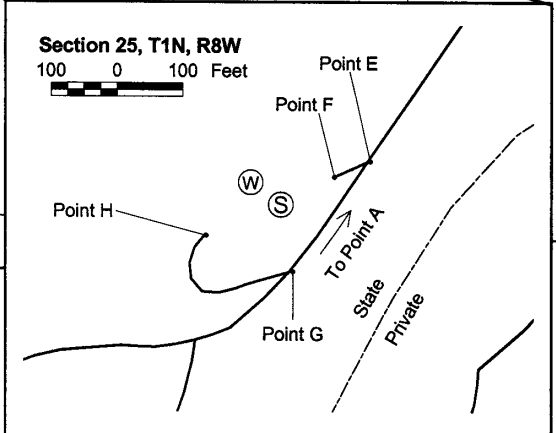 Section 25, T1N, R8W
100 0 100 Feet
Point E
Point F
W
S
Point H
To Point A
State
Private
Point G